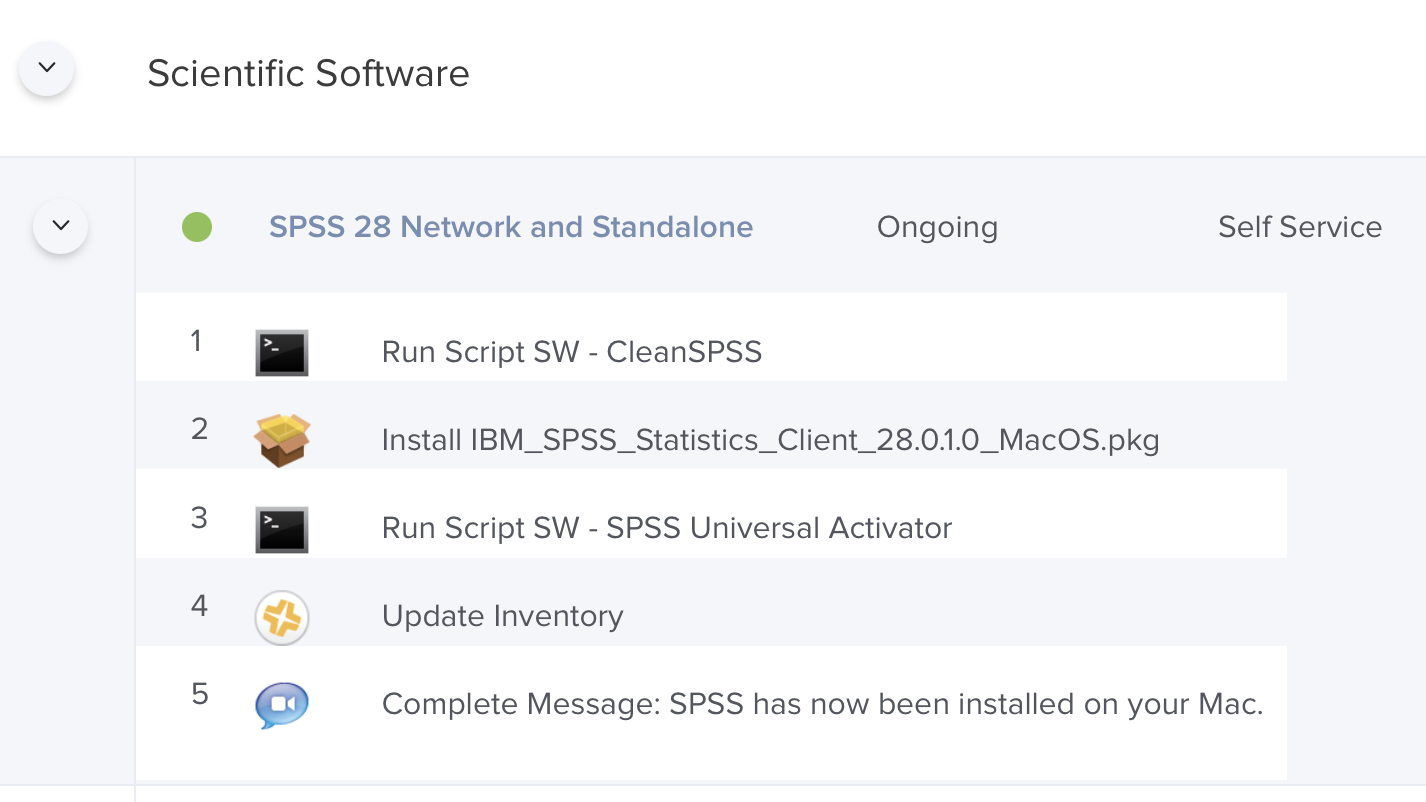 Scientific Software
SPSS 28 Network and Standalone Ongoing Self Service
1 >_ Run Script SW - CleanSPSS
2 Install IBM_SPSS_Statistics_Client_28.0.1.0_MacOS.pkg
3 >_ Run Script SW - SPSS Universal Activator
4 Update Inventory
5 Complete Message: SPSS has now been installed on your Mac.